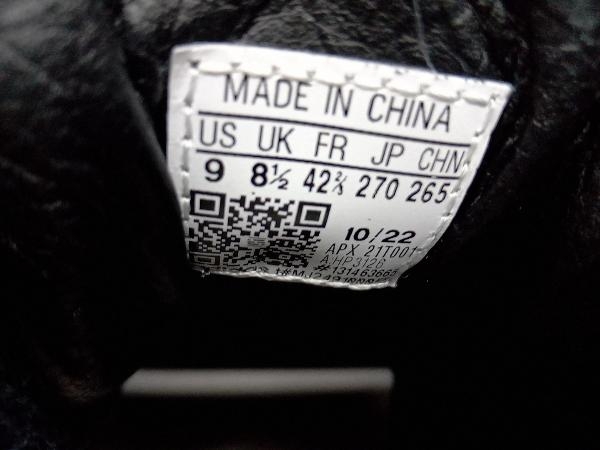 MADE IN CHINA
US UK FR JP CHN
9 8½ 42⅔ 270 265
10/22
APX 21T001
#131463665